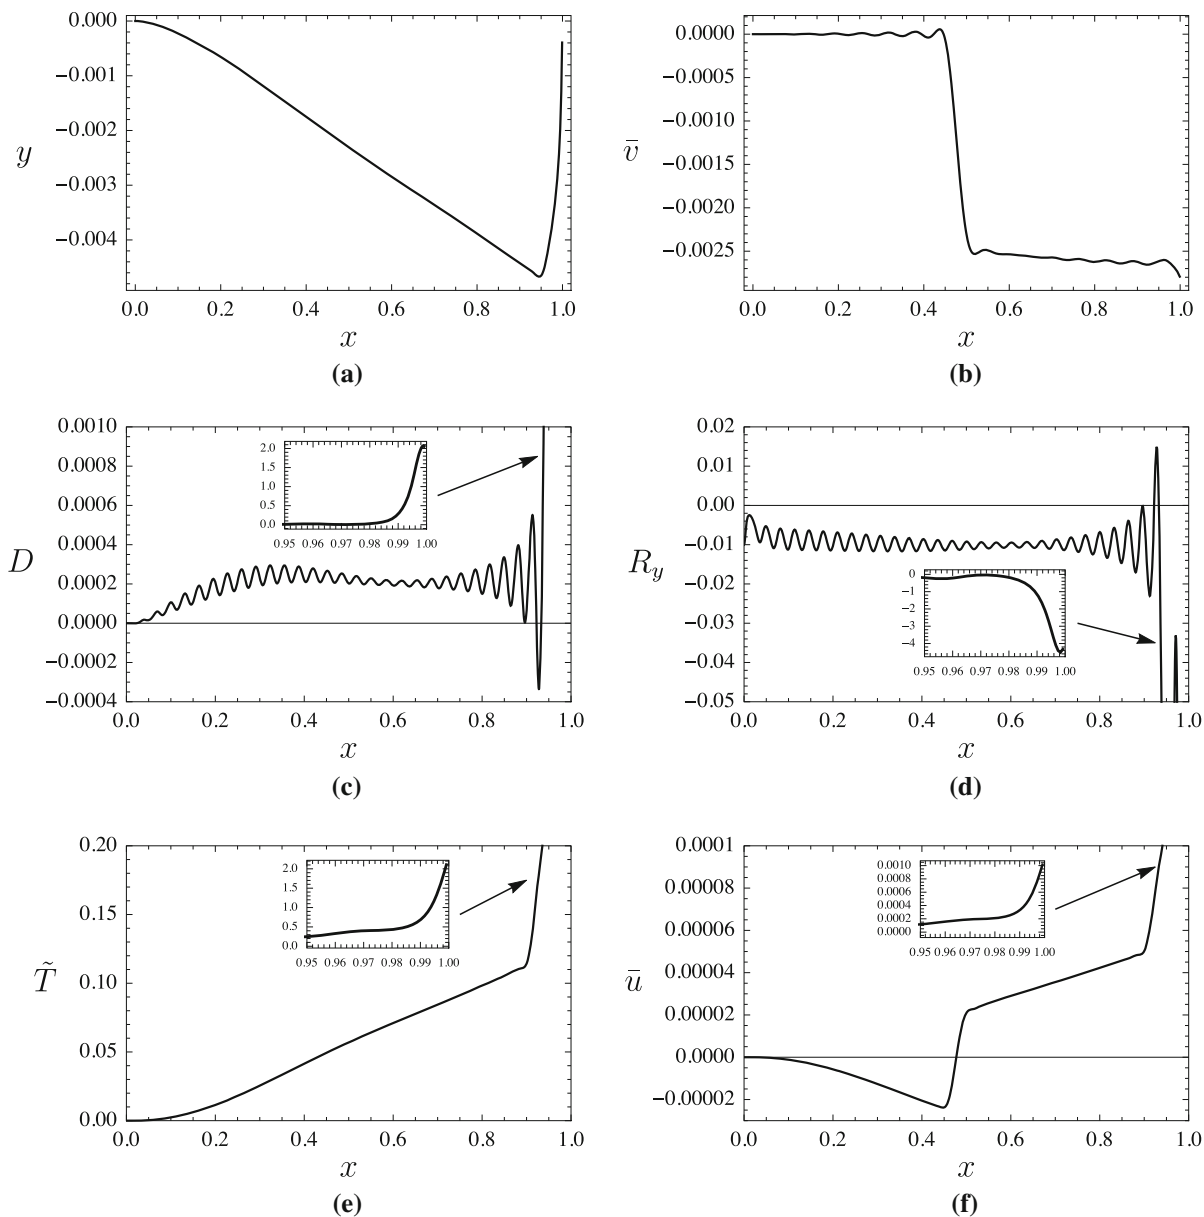 0.000
−0.001
−0.002
−0.003
−0.004
y
0.0 0.2 0.4 0.6 0.8 1.0
x
(a)
0.0000
−0.0005
−0.0010
−0.0015
−0.0020
−0.0025
v̄
0.0 0.2 0.4 0.6 0.8 1.0
x
(b)
0.0010
0.0008
0.0006
0.0004
0.0002
0.0000
−0.0002
−0.0004
D
2.0
1.5
1.0
0.5
0.0
0.95 0.96 0.97 0.98 0.99 1.00
0.0 0.2 0.4 0.6 0.8 1.0
x
(c)
0.02
0.01
0.00
−0.01
−0.02
−0.03
−0.04
−0.05
R_y
0
−1
−2
−3
−4
0.95 0.96 0.97 0.98 0.99 1.00
0.0 0.2 0.4 0.6 0.8 1.0
x
(d)
0.20
0.15
0.10
0.05
0.00
T̃
2.0
1.5
1.0
0.5
0.0
0.95 0.96 0.97 0.98 0.99 1.00
0.0 0.2 0.4 0.6 0.8 1.0
x
(e)
0.0001
0.00008
0.00006
0.00004
0.00002
0.0000
−0.00002
ū
0.0010
0.0008
0.0006
0.0004
0.0002
0.0000
0.95 0.96 0.97 0.98 0.99 1.00
0.0 0.2 0.4 0.6 0.8 1.0
x
(f)